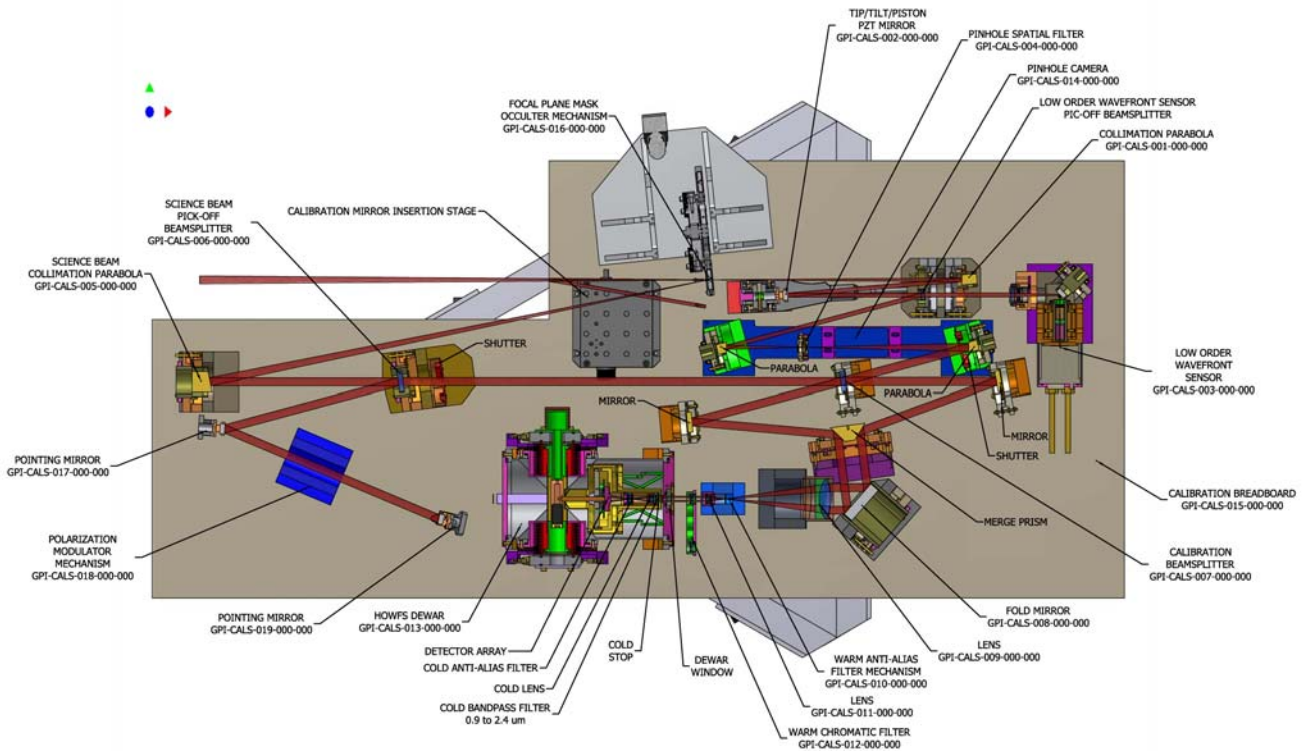 TIP/TILT/PISTON
PZT MIRROR
GPI-CALS-002-000-000
PINHOLE SPATIAL FILTER
GPI-CALS-004-000-000
PINHOLE CAMERA
GPI-CALS-014-000-000
LOW ORDER WAVEFRONT SENSOR
PIC-OFF BEAMSPLITTER
COLLIMATION PARABOLA
GPI-CALS-001-000-000
FOCAL PLANE MASK
OCCULTER MECHANISM
GPI-CALS-016-000-000
CALIBRATION MIRROR INSERTION STAGE
SCIENCE BEAM
PICK-OFF
BEAMSPLITTER
GPI-CALS-006-000-000
SCIENCE BEAM
COLLIMATION PARABOLA
GPI-CALS-005-000-000
SHUTTER
PARABOLA
PARABOLA
LOW ORDER
WAVEFRONT
SENSOR
GPI-CALS-003-000-000
MIRROR
MIRROR
SHUTTER
POINTING MIRROR
GPI-CALS-017-000-000
CALIBRATION BREADBOARD
GPI-CALS-015-000-000
MERGE PRISM
POLARIZATION
MODULATOR
MECHANISM
GPI-CALS-018-000-000
CALIBRATION
BEAMSPLITTER
GPI-CALS-007-000-000
POINTING MIRROR
GPI-CALS-019-000-000
HOWFS DEWAR
GPI-CALS-013-000-000
FOLD MIRROR
GPI-CALS-008-000-000
DETECTOR ARRAY
COLD ANTI-ALIAS FILTER
COLD LENS
COLD BANDPASS FILTER
0.9 to 2.4 um
COLD
STOP
DEWAR
WINDOW
WARM ANTI-ALIAS
FILTER MECHANISM
GPI-CALS-010-000-000
LENS
GPI-CALS-009-000-000
LENS
GPI-CALS-011-000-000
WARM CHROMATIC FILTER
GPI-CALS-012-000-000